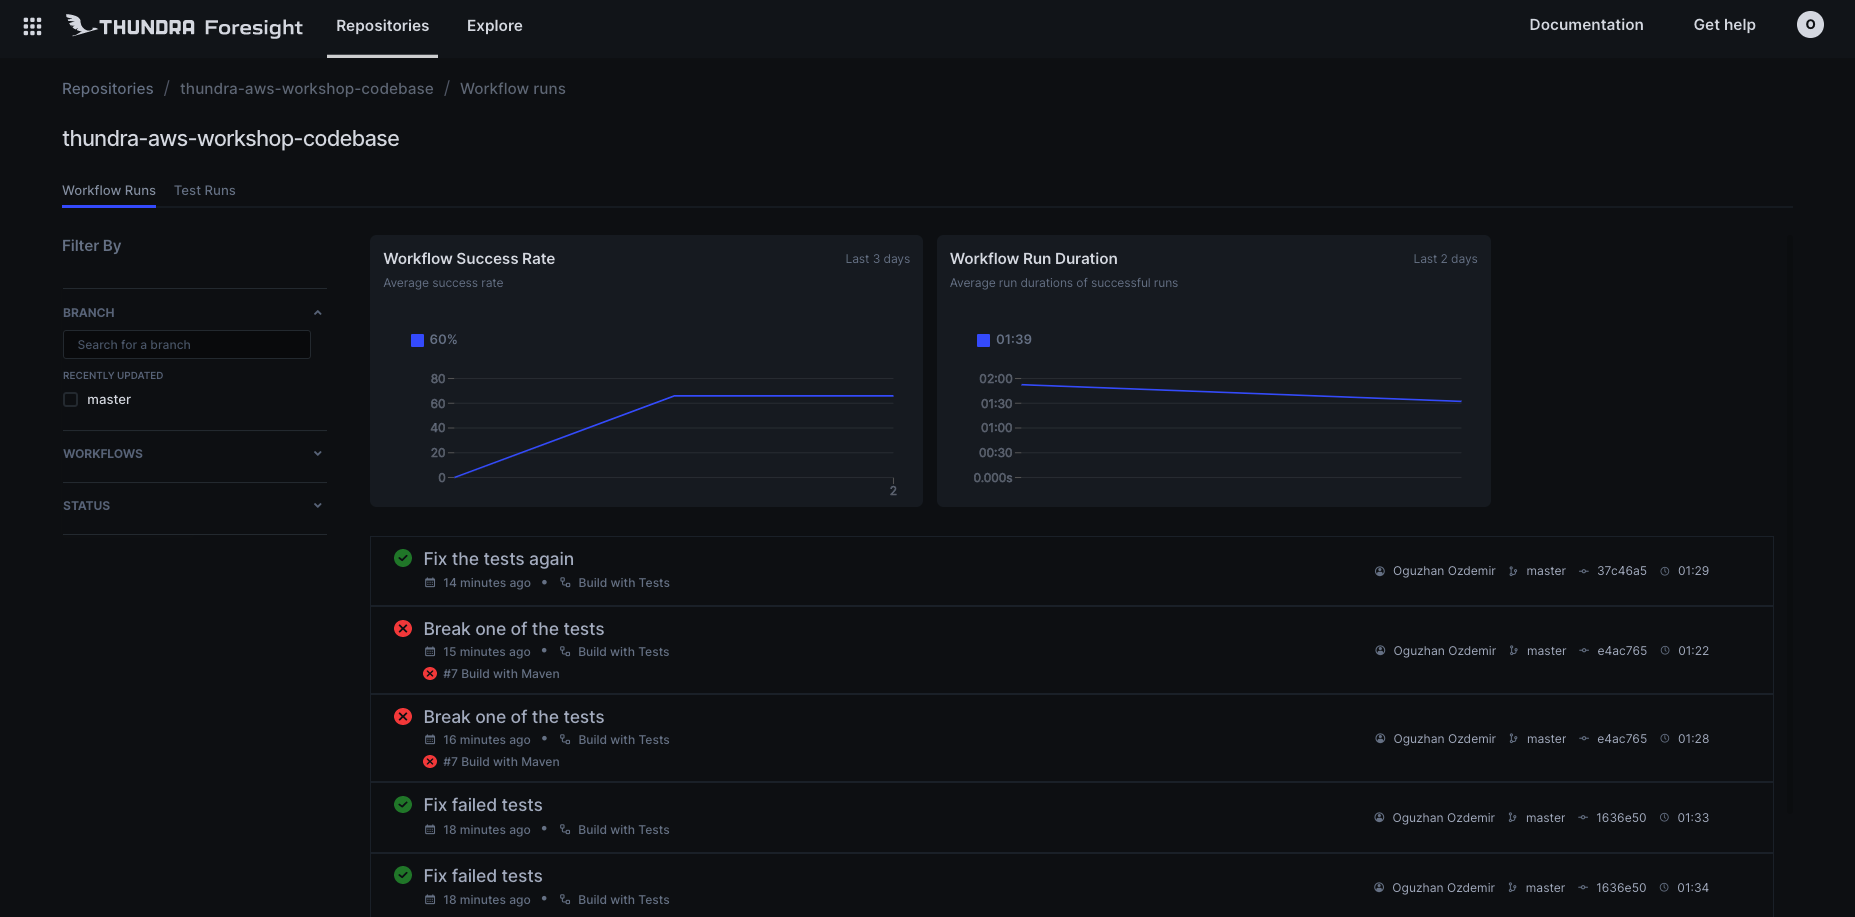 THUNDRA Foresight
Repositories
Explore
Documentation
Get help
O
Repositories / thundra-aws-workshop-codebase / Workflow runs
thundra-aws-workshop-codebase
Workflow Runs
Test Runs
Filter By
BRANCH
Search for a branch
RECENTLY UPDATED
master
WORKFLOWS
STATUS
Workflow Success Rate
Last 3 days
Average success rate
60%
80
60
40
20
0
2
Workflow Run Duration
Last 2 days
Average run durations of successful runs
01:39
02:00
01:30
01:00
00:30
0.000s
Fix the tests again
14 minutes ago • Build with Tests
Oguzhan Ozdemir master 37c46a5 01:29
Break one of the tests
15 minutes ago • Build with Tests
#7 Build with Maven
Oguzhan Ozdemir master e4ac765 01:22
Break one of the tests
16 minutes ago • Build with Tests
#7 Build with Maven
Oguzhan Ozdemir master e4ac765 01:28
Fix failed tests
18 minutes ago • Build with Tests
Oguzhan Ozdemir master 1636e50 01:33
Fix failed tests
18 minutes ago • Build with Tests
Oguzhan Ozdemir master 1636e50 01:34